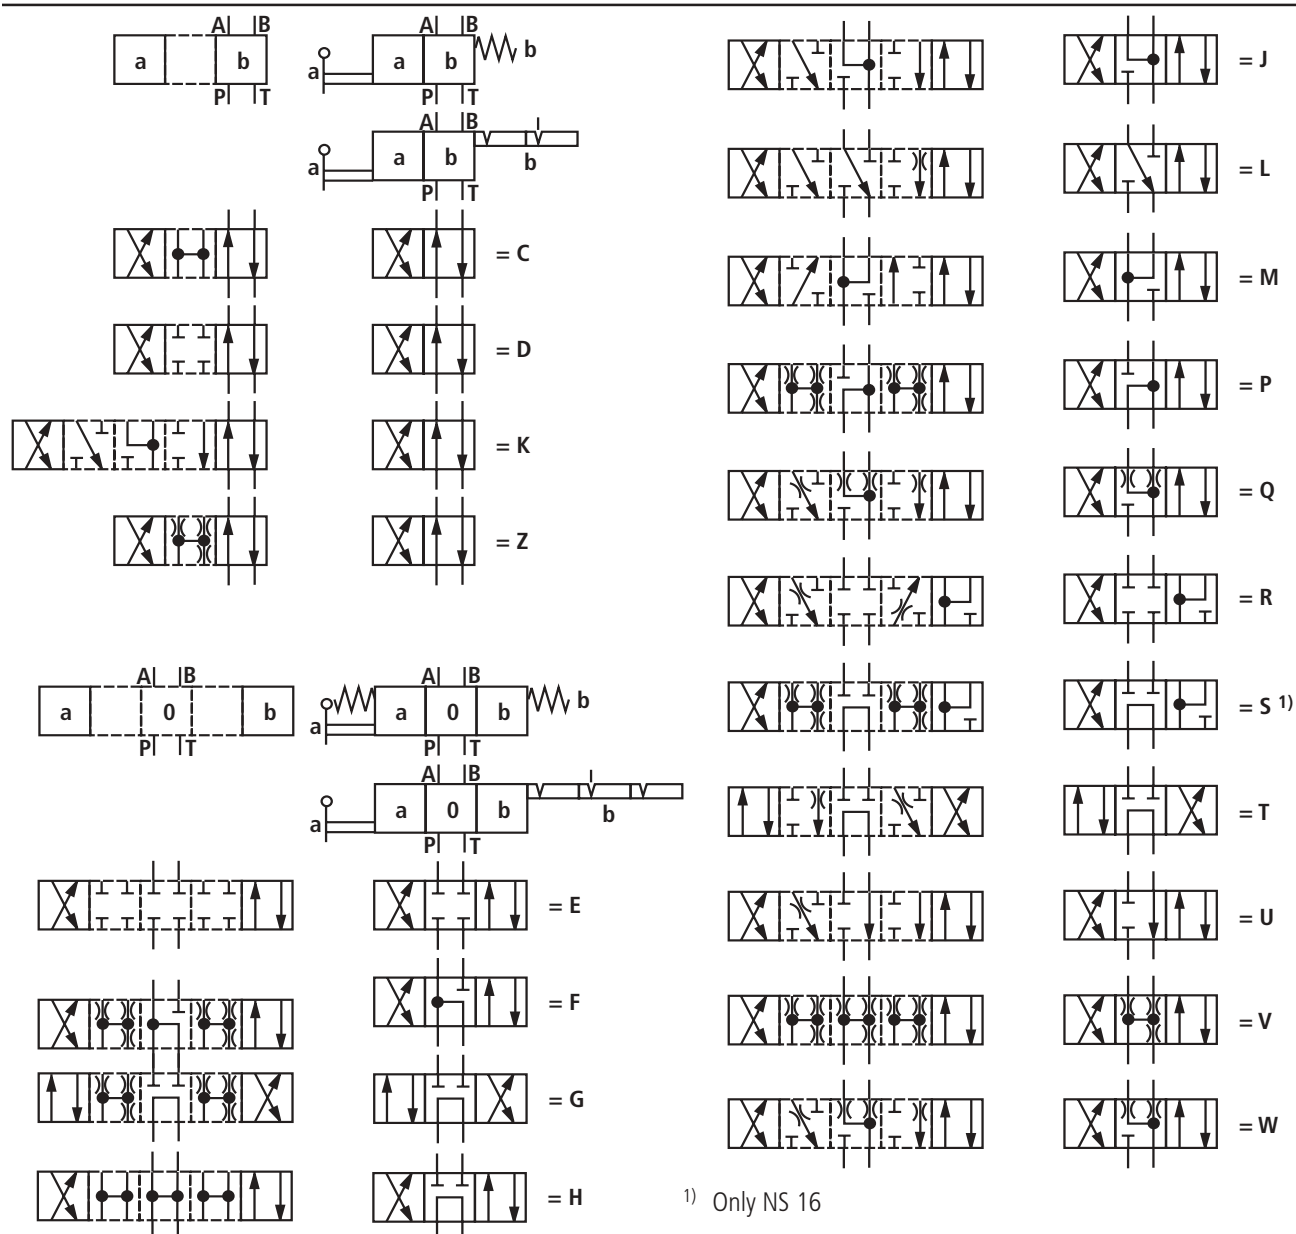 A B
a b
P T
A B
a a b b
P T
A B
a a b
b
P T
= C
= D
= K
= Z
A B
a 0 b
P T
A B
a a 0 b b
P T
A B
a a 0 b
b
P T
= E
= F
= G
= H
= J
= L
= M
= P
= Q
= R
= S 1)
= T
= U
= V
= W
1) Only NS 16